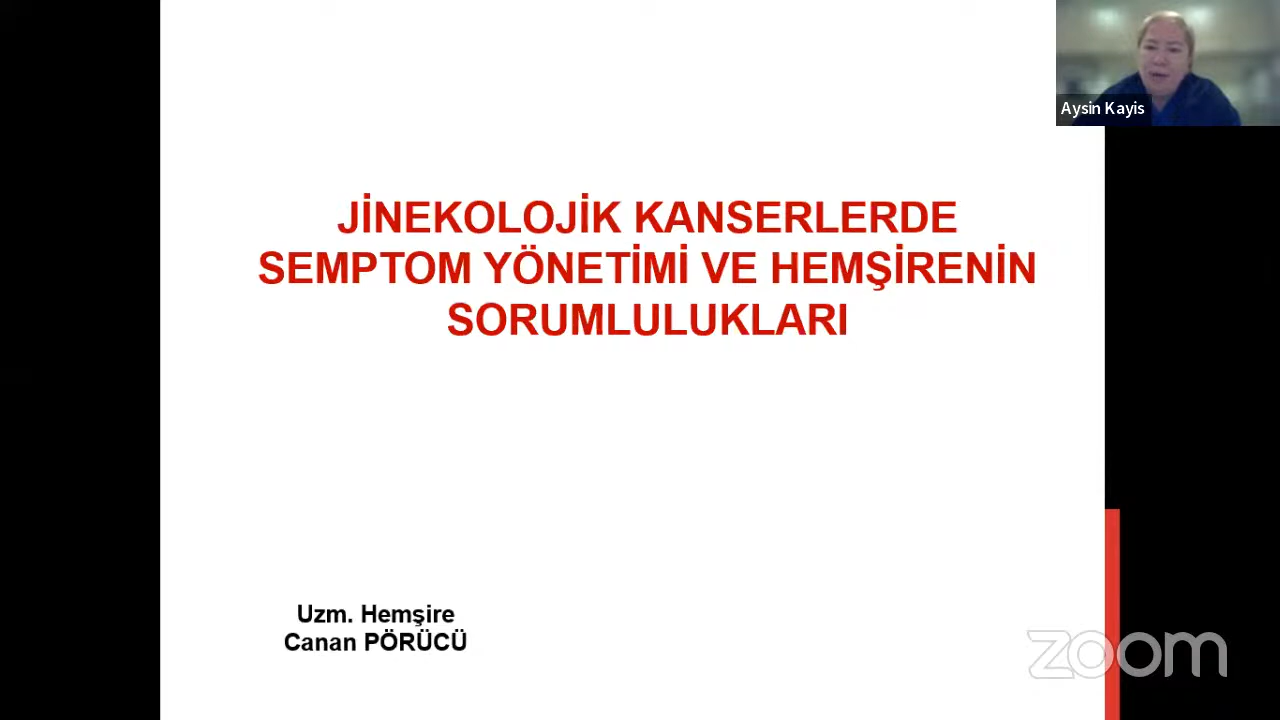 Aysin Kayis
JİNEKOLOJİK KANSERLERDE
SEMPTOM YÖNETİMİ VE HEMŞİRENİN
SORUMLULUKLARI
Uzm. Hemşire
Canan PÖRÜCÜ
zoom